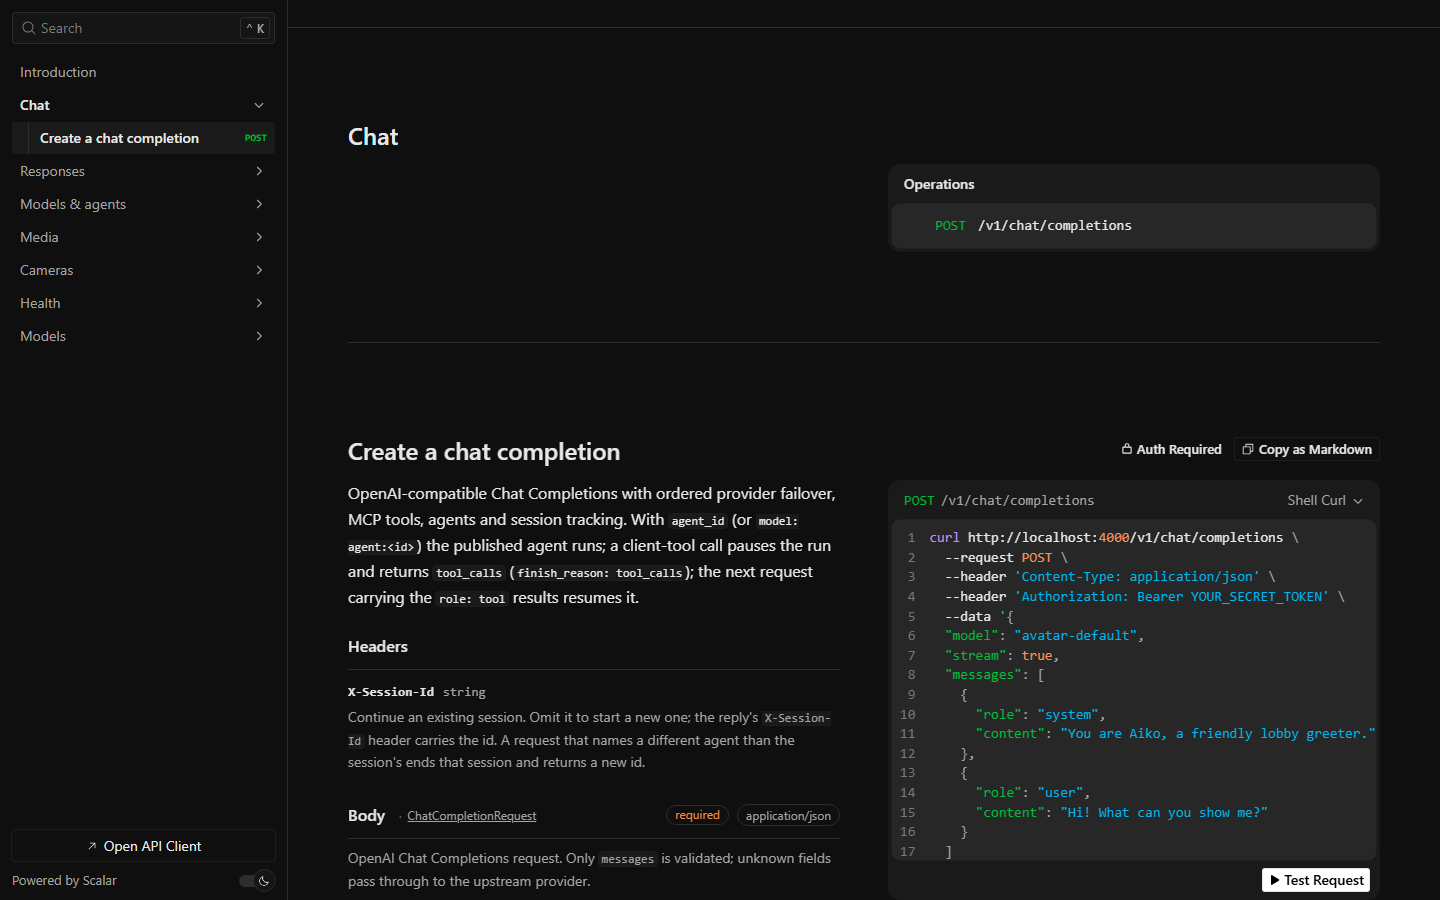 Search
^ K
Introduction
Chat
Create a chat completion POST
Responses
Models & agents
Media
Cameras
Health
Models
Open API Client
Powered by Scalar
Chat
Operations
POST /v1/chat/completions
Create a chat completion
OpenAI-compatible Chat Completions with ordered provider failover,
MCP tools, agents and session tracking. With agent_id (or model:
agent:<id>) the published agent runs; a client-tool call pauses the run
and returns tool_calls (finish_reason: tool_calls); the next request
carrying the role: tool results resumes it.
Headers
X-Session-Id string
Continue an existing session. Omit it to start a new one; the reply's X-Session-
Id header carries the id. A request that names a different agent than the
session's ends that session and returns a new id.
Body · ChatCompletionRequest required application/json
OpenAI Chat Completions request. Only messages is validated; unknown fields
pass through to the upstream provider.
Auth Required
Copy as Markdown
POST /v1/chat/completions
Shell Curl
1 curl http://localhost:4000/v1/chat/completions \
2 --request POST \
3 --header 'Content-Type: application/json' \
4 --header 'Authorization: Bearer YOUR_SECRET_TOKEN' \
5 --data '{
6 "model": "avatar-default",
7 "stream": true,
8 "messages": [
9 {
10 "role": "system",
11 "content": "You are Aiko, a friendly lobby greeter."
12 },
13 {
14 "role": "user",
15 "content": "Hi! What can you show me?"
16 }
17 ]
Test Request